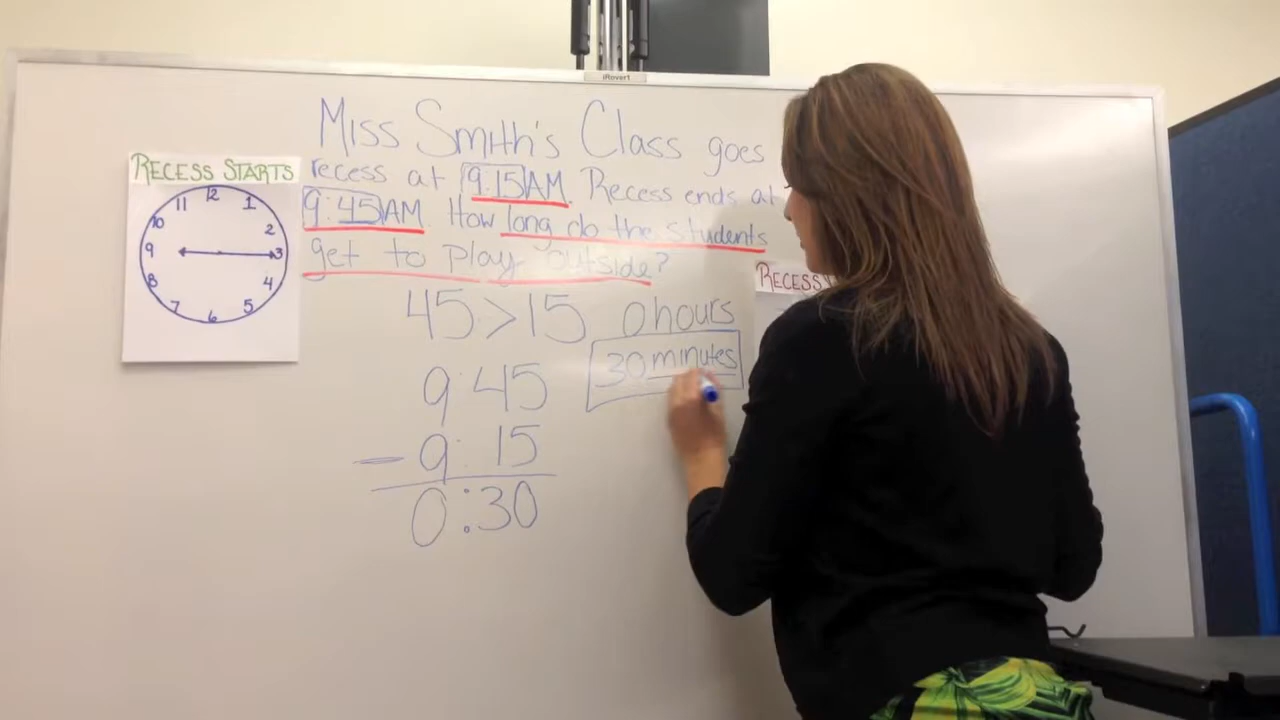 iRover1
Miss Smith's Class goes
recess at 9:15 AM. Recess ends at
9:45 AM How long do the students
get to play outside?
RECESS STARTS
12
11 1
10 2
9 3
8 4
7 5
6
RECESS
45>15 0 hours
30 minutes
9:45
- 9:15
0:30